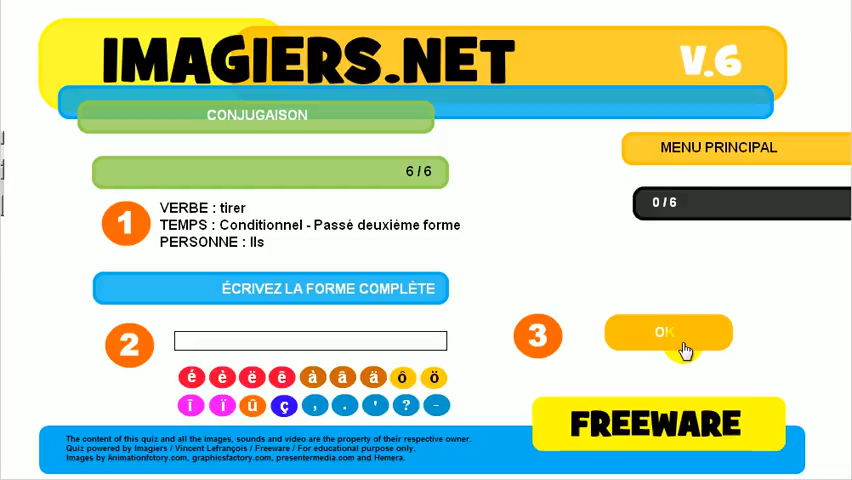 IMAGIERS.NET
V.6
CONJUGAISON
MENU PRINCIPAL
6 / 6
0 / 6
1
VERBE : tirer
TEMPS : Conditionnel - Passé deuxième forme
PERSONNE : Ils
ÉCRIVEZ LA FORME COMPLÈTE
2
3
OK
é è ë ê à â ä ô ö
î ï û ç , . ' ? -
FREEWARE
The content of this quiz and all the images, sounds and video are the property of their respective owner.
Quiz powered by Imagiers / Vincent Lefrançois / Freeware / For educational purpose only.
Images by Animationfctory.com, graphicsfactory.com, presentermedia.com and Hemera.